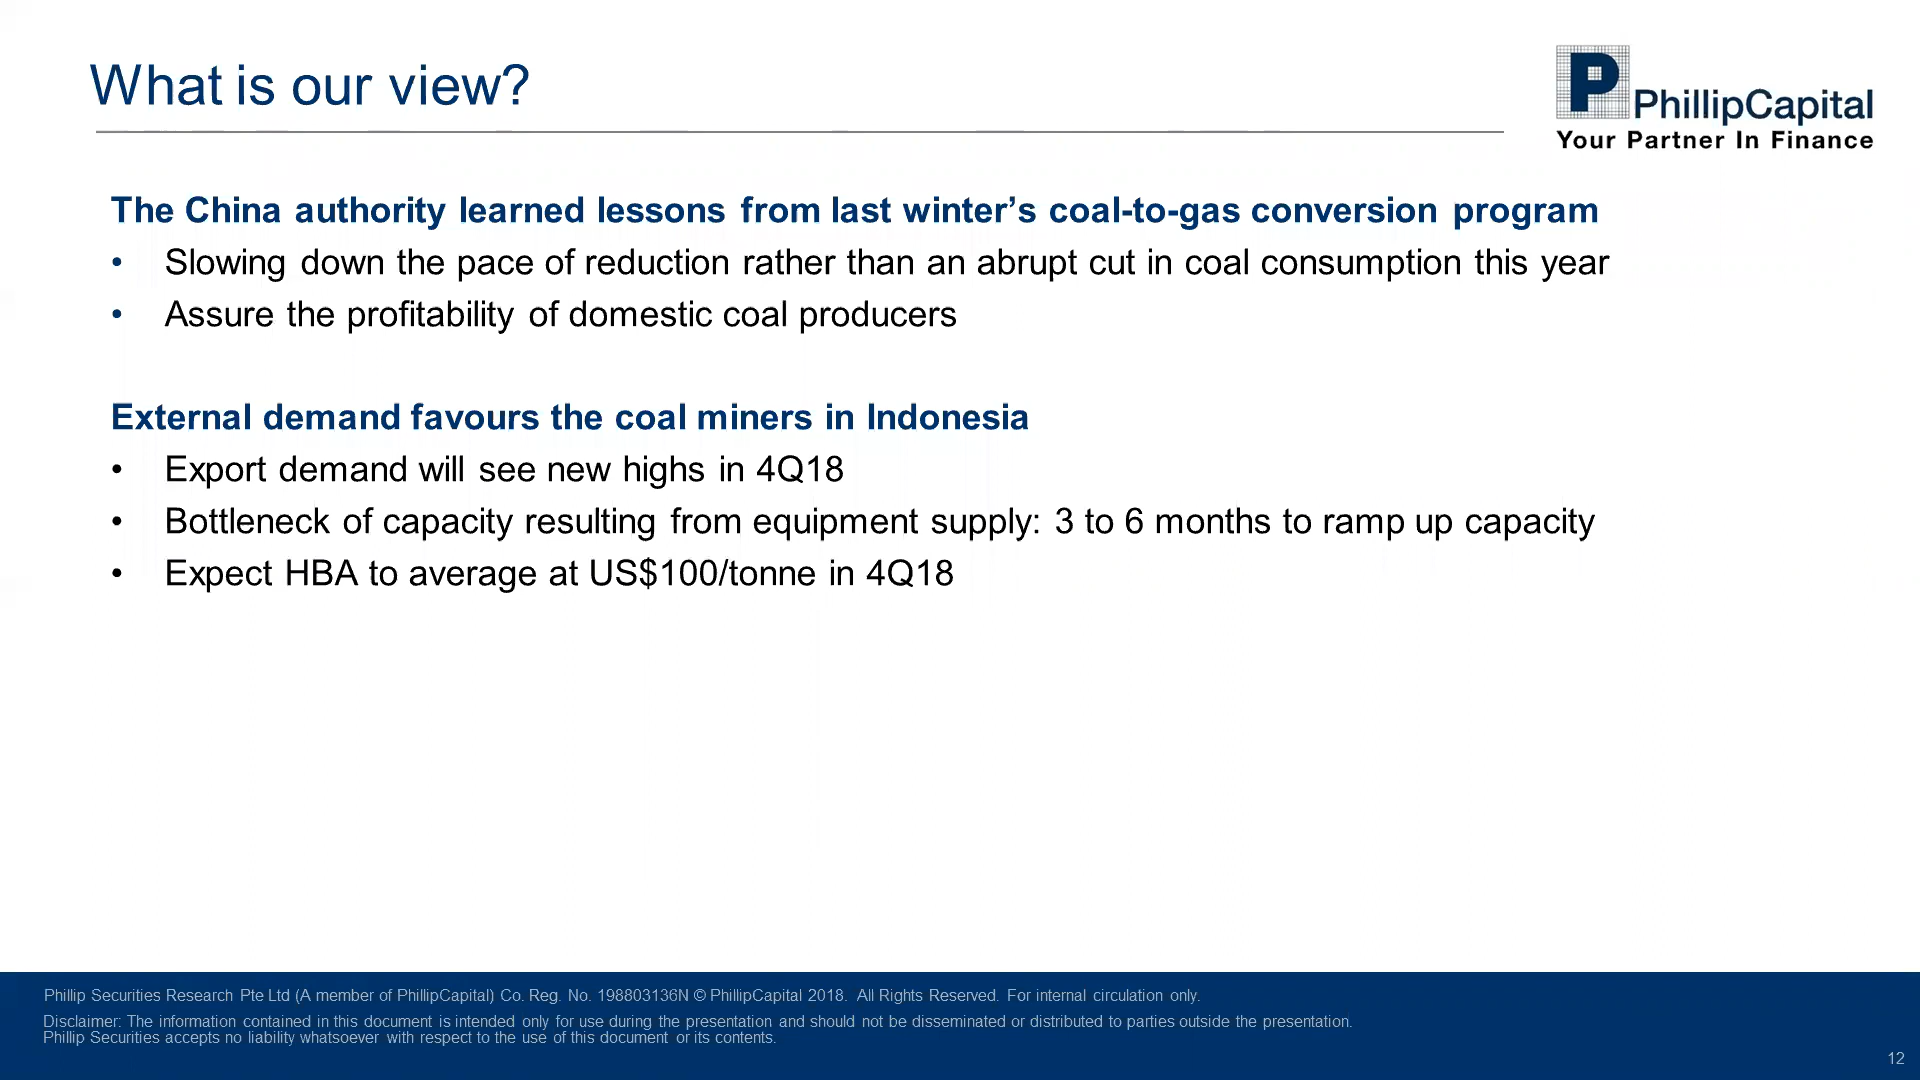 What is our view?
PhillipCapital
Your Partner In Finance
The China authority learned lessons from last winter’s coal-to-gas conversion program
• Slowing down the pace of reduction rather than an abrupt cut in coal consumption this year
• Assure the profitability of domestic coal producers
External demand favours the coal miners in Indonesia
• Export demand will see new highs in 4Q18
• Bottleneck of capacity resulting from equipment supply: 3 to 6 months to ramp up capacity
• Expect HBA to average at US$100/tonne in 4Q18
Phillip Securities Research Pte Ltd (A member of PhillipCapital) Co. Reg. No. 198803136N © PhillipCapital 2018. All Rights Reserved. For internal circulation only.
Disclaimer: The information contained in this document is intended only for use during the presentation and should not be disseminated or distributed to parties outside the presentation.
Phillip Securities accepts no liability whatsoever with respect to the use of this document or its contents.
12